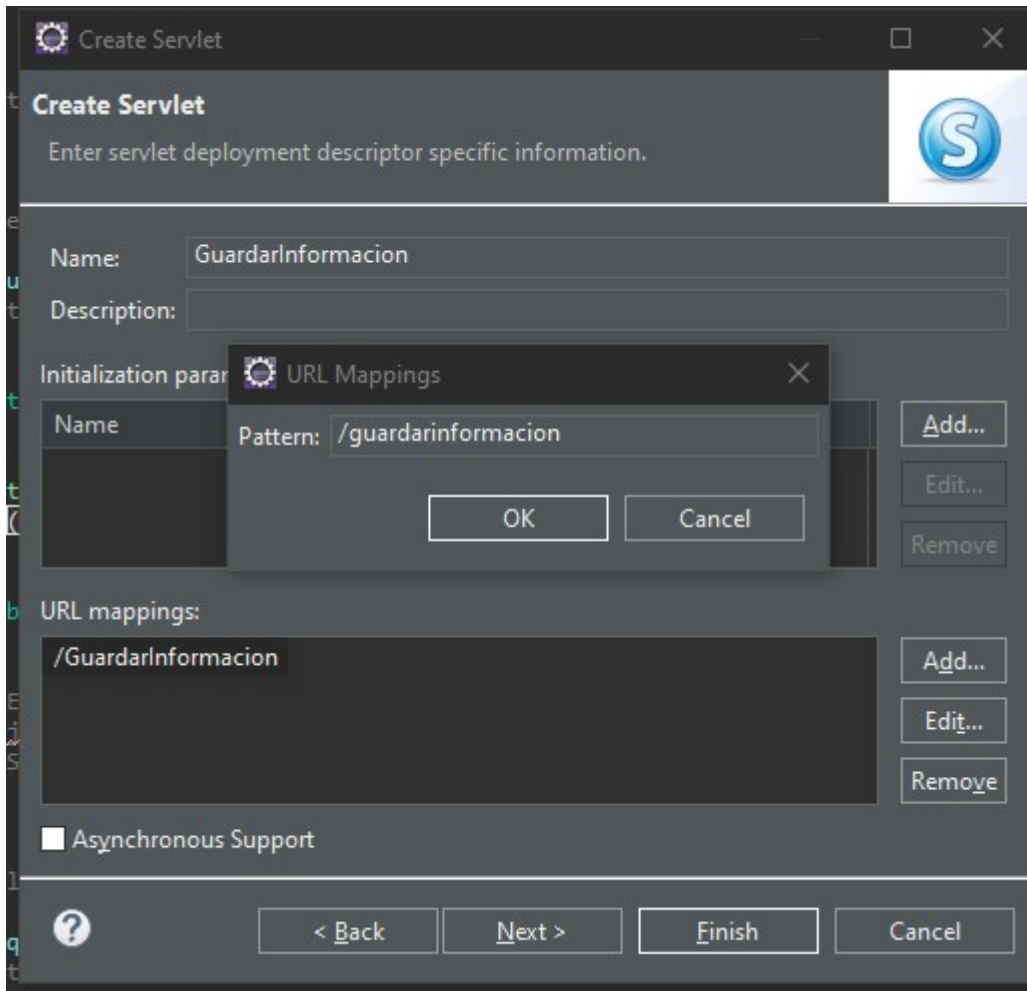 Create Servlet
Create Servlet
Enter servlet deployment descriptor specific information.
Name: GuardarInformacion
Description:
Initialization parar
URL Mappings
Name
Pattern: /guardarinformacion
Add...
Edit...
Remove
OK Cancel
URL mappings:
/GuardarInformacion
Add...
Edit...
Remove
Asynchronous Support
? < Back Next > Finish Cancel